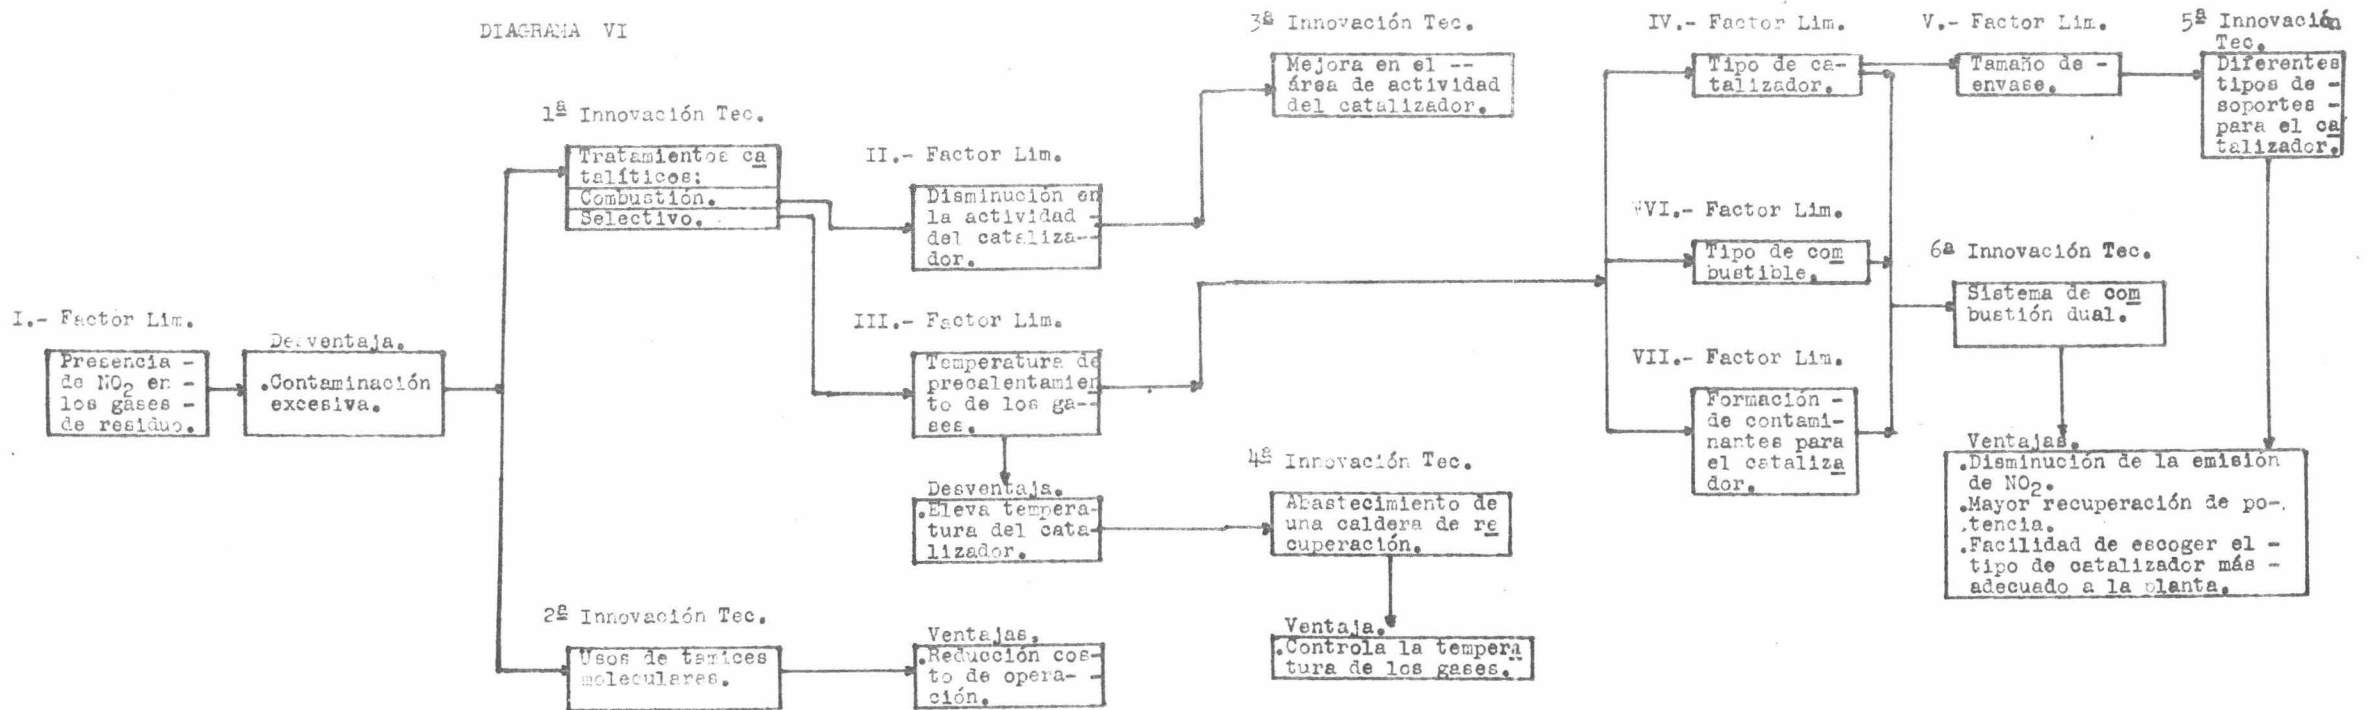 DIAGRAMA VI
I.- Factor Lim.
Presencia -
de NO2 en -
los gases -
de residuo.
Desventaja.
.Contaminación
excesiva.
1ª Innovación Tec.
Tratamientos ca
talíticos:
Combustión.
Selectivo.
2ª Innovación Tec.
Usos de tamices
moleculares.
II.- Factor Lim.
Disminución en
la actividad -
del cataliza--
dor.
III.- Factor Lim.
Temperatura de
precalentamien
to de los ga--
ses.
Desventaja.
.Eleva tempera-
tura del cata-
lizador.
Ventajas.
.Reducción cos-
to de opera- -
ción.
3ª Innovación Tec.
Mejora en el --
área de actividad
del catalizador.
4ª Innovación Tec.
Abastecimiento de
una caldera de re
cuperación.
Ventaja.
.Controla la tempera
tura de los gases.
IV.- Factor Lim.
Tipo de ca-
talizador.
VI.- Factor Lim.
Tipo de com
bustible.
VII.- Factor Lim.
Formación -
de contami-
nantes para
el cataliza
dor.
V.- Factor Lim.
Tamaño de -
envase.
5ª Innovación
Tec.
Diferentes
tipos de -
soportes -
para el ca
talizador.
6ª Innovación Tec.
Sistema de com
bustión dual.
Ventajas.
.Disminución de la emisión
de NO2.
.Mayor recuperación de po-
tencia.
.Facilidad de escoger el -
tipo de catalizador más -
adecuado a la planta.